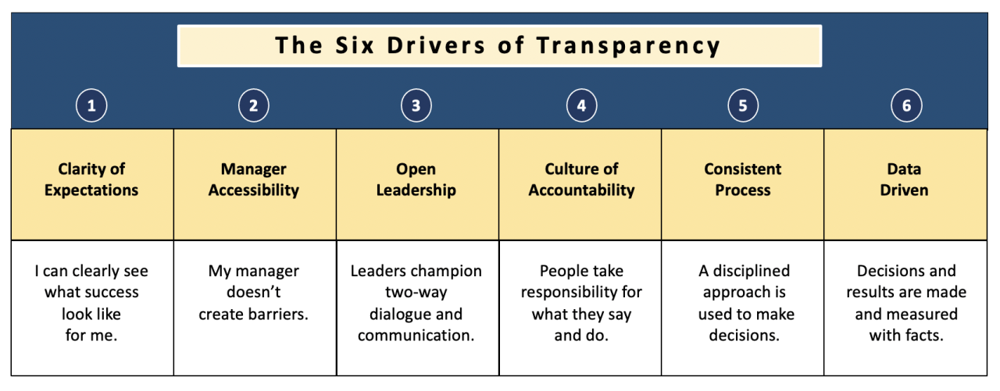 The Six Drivers of Transparency
1
2
3
4
5
6
Clarity of
Expectations
Manager
Accessibility
Open
Leadership
Culture of
Accountability
Consistent
Process
Data
Driven
I can clearly see
what success
look like
for me.
My manager
doesn’t
create barriers.
Leaders champion
two-way
dialogue and
communication.
People take
responsibility for
what they say
and do.
A disciplined
approach is
used to make
decisions.
Decisions and
results are made
and measured
with facts.